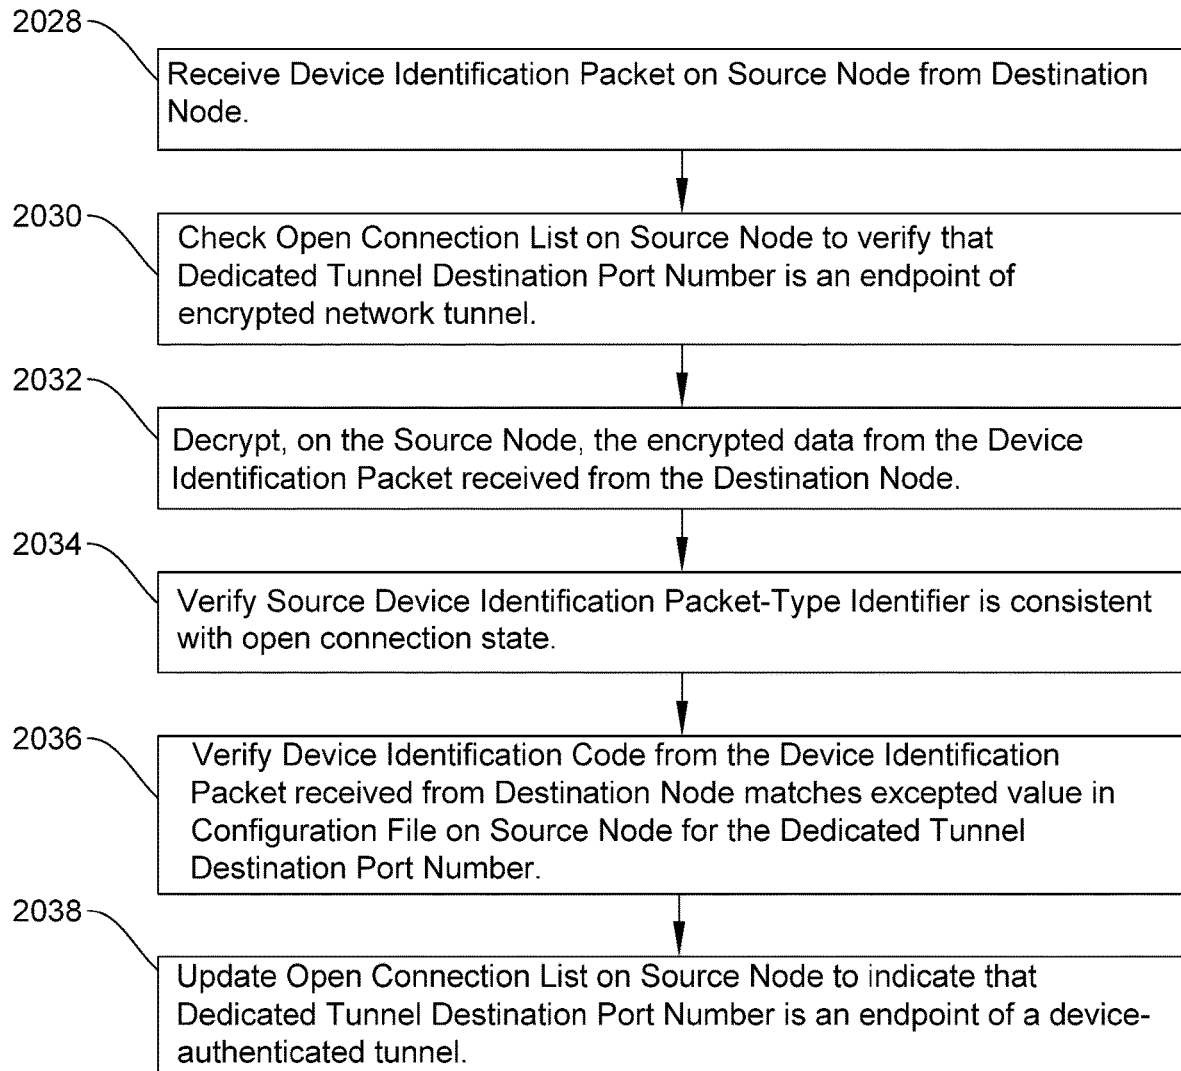 2028
Receive Device Identification Packet on Source Node from Destination
Node.
2030
Check Open Connection List on Source Node to verify that
Dedicated Tunnel Destination Port Number is an endpoint of
encrypted network tunnel.
2032
Decrypt, on the Source Node, the encrypted data from the Device
Identification Packet received from the Destination Node.
2034
Verify Source Device Identification Packet-Type Identifier is consistent
with open connection state.
2036
Verify Device Identification Code from the Device Identification
Packet received from Destination Node matches excepted value in
Configuration File on Source Node for the Dedicated Tunnel
Destination Port Number.
2038
Update Open Connection List on Source Node to indicate that
Dedicated Tunnel Destination Port Number is an endpoint of a device-
authenticated tunnel.